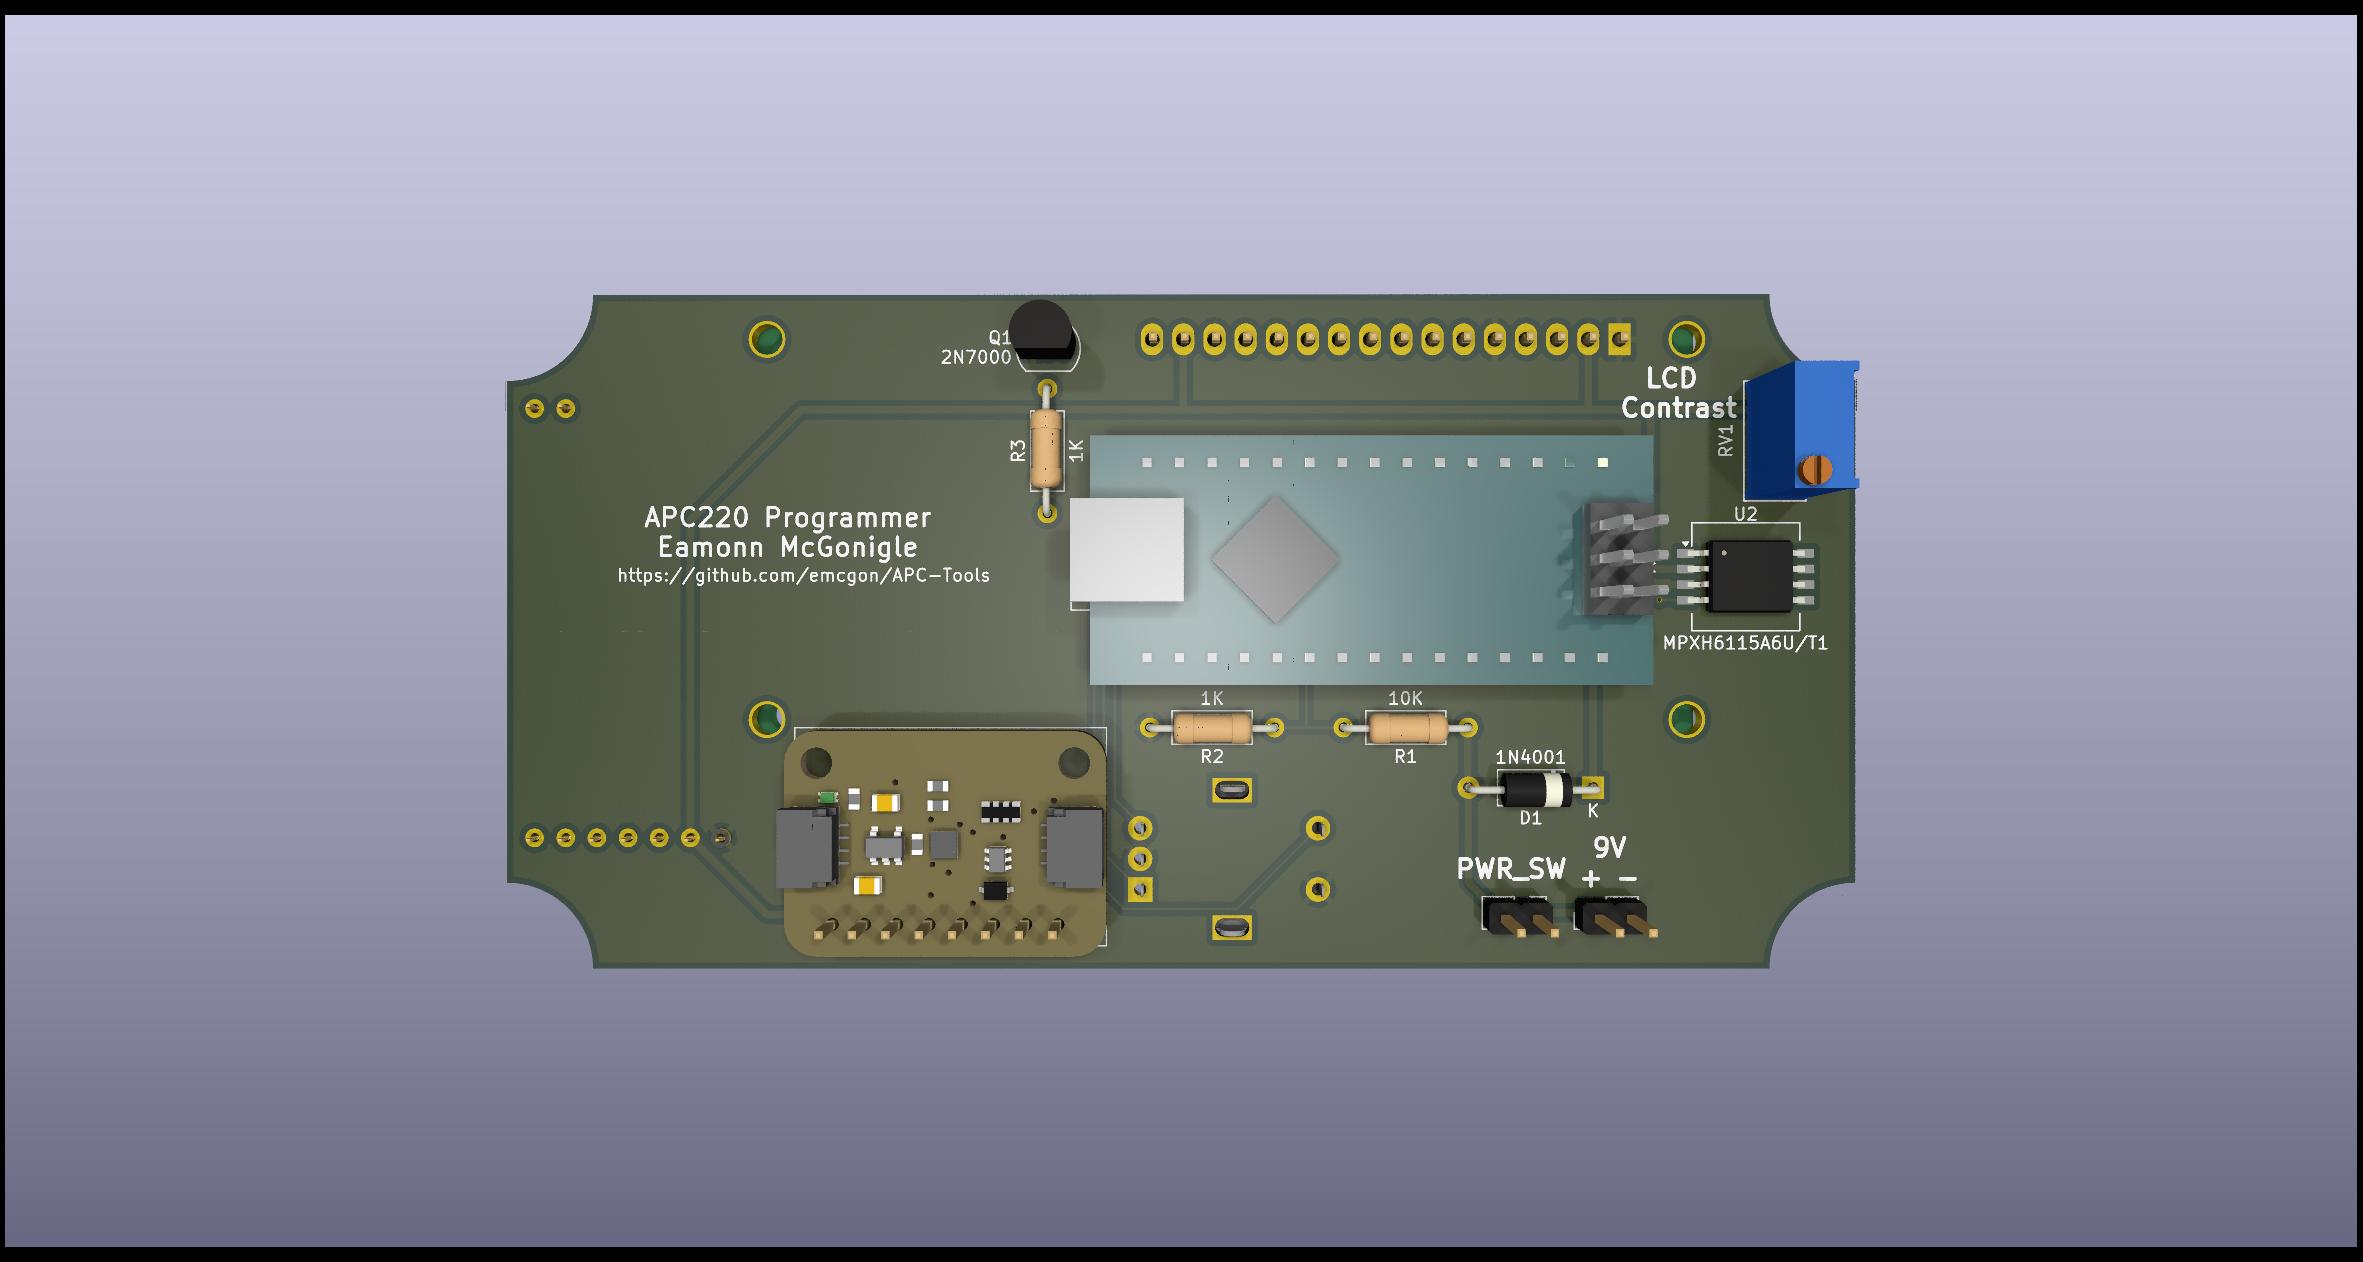 Q1
2N7000
LCD
Contrast
RV1
R3
1K
APC220 Programmer
Eamonn McGonigle
https://github.com/emcgon/APC-Tools
U2
MPXH6115A6U/T1
1K
R2
10K
R1
1N4001
D1
K
9V
PWR_SW
+ -